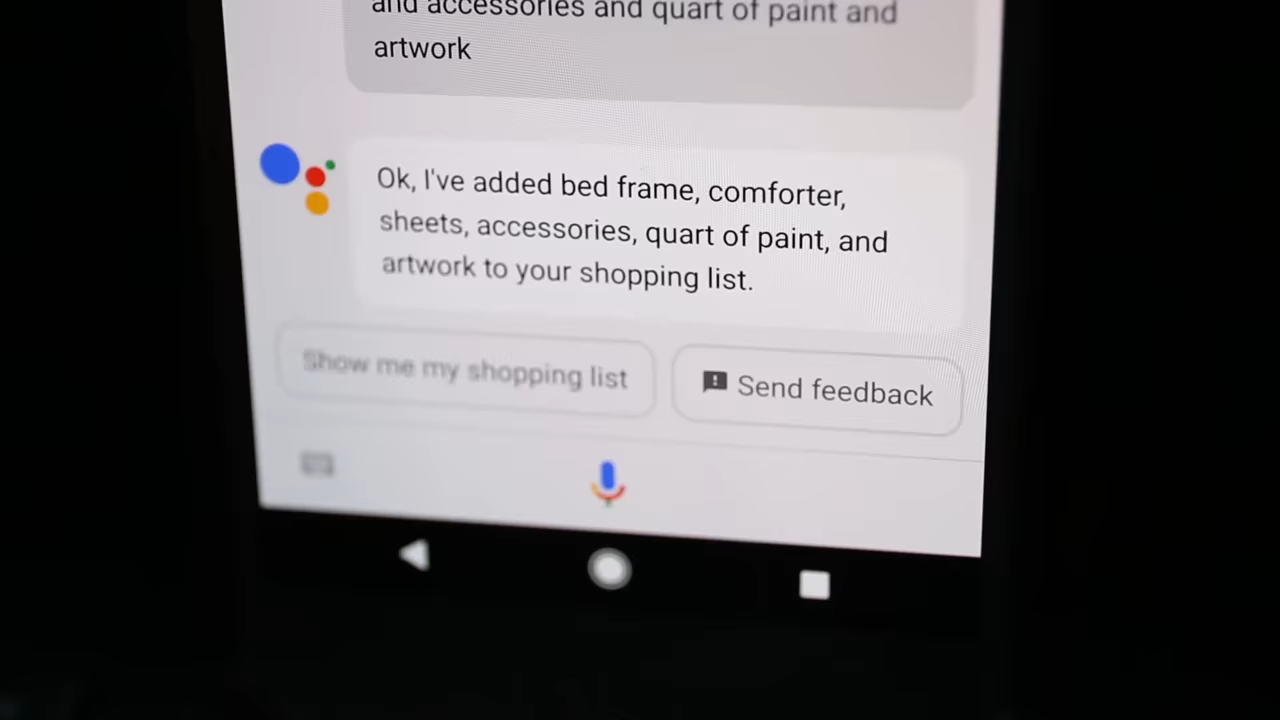 and accessories and quart of paint and
artwork
Ok, I've added bed frame, comforter,
sheets, accessories, quart of paint, and
artwork to your shopping list.
Show me my shopping list
Send feedback